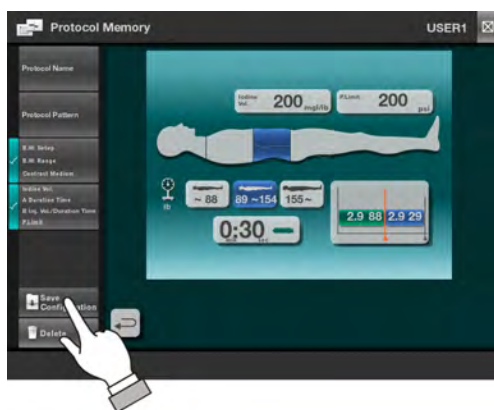 Protocol Memory
USER1
Protocol Name
Protocol Pattern
B.W. Setup
B.W. Range
Contrast Medium
Iodine Vol.
A Duration Time
B Inj. Vol./Duration Time
P.Limit
Iodine Vol. 200 mgI/lb
P.Limit 200 psi
lb
~ 88
89 ~154
155~
0:30
MIN SEC
2.9 88 2.9 29
Save
Configuration
Delete